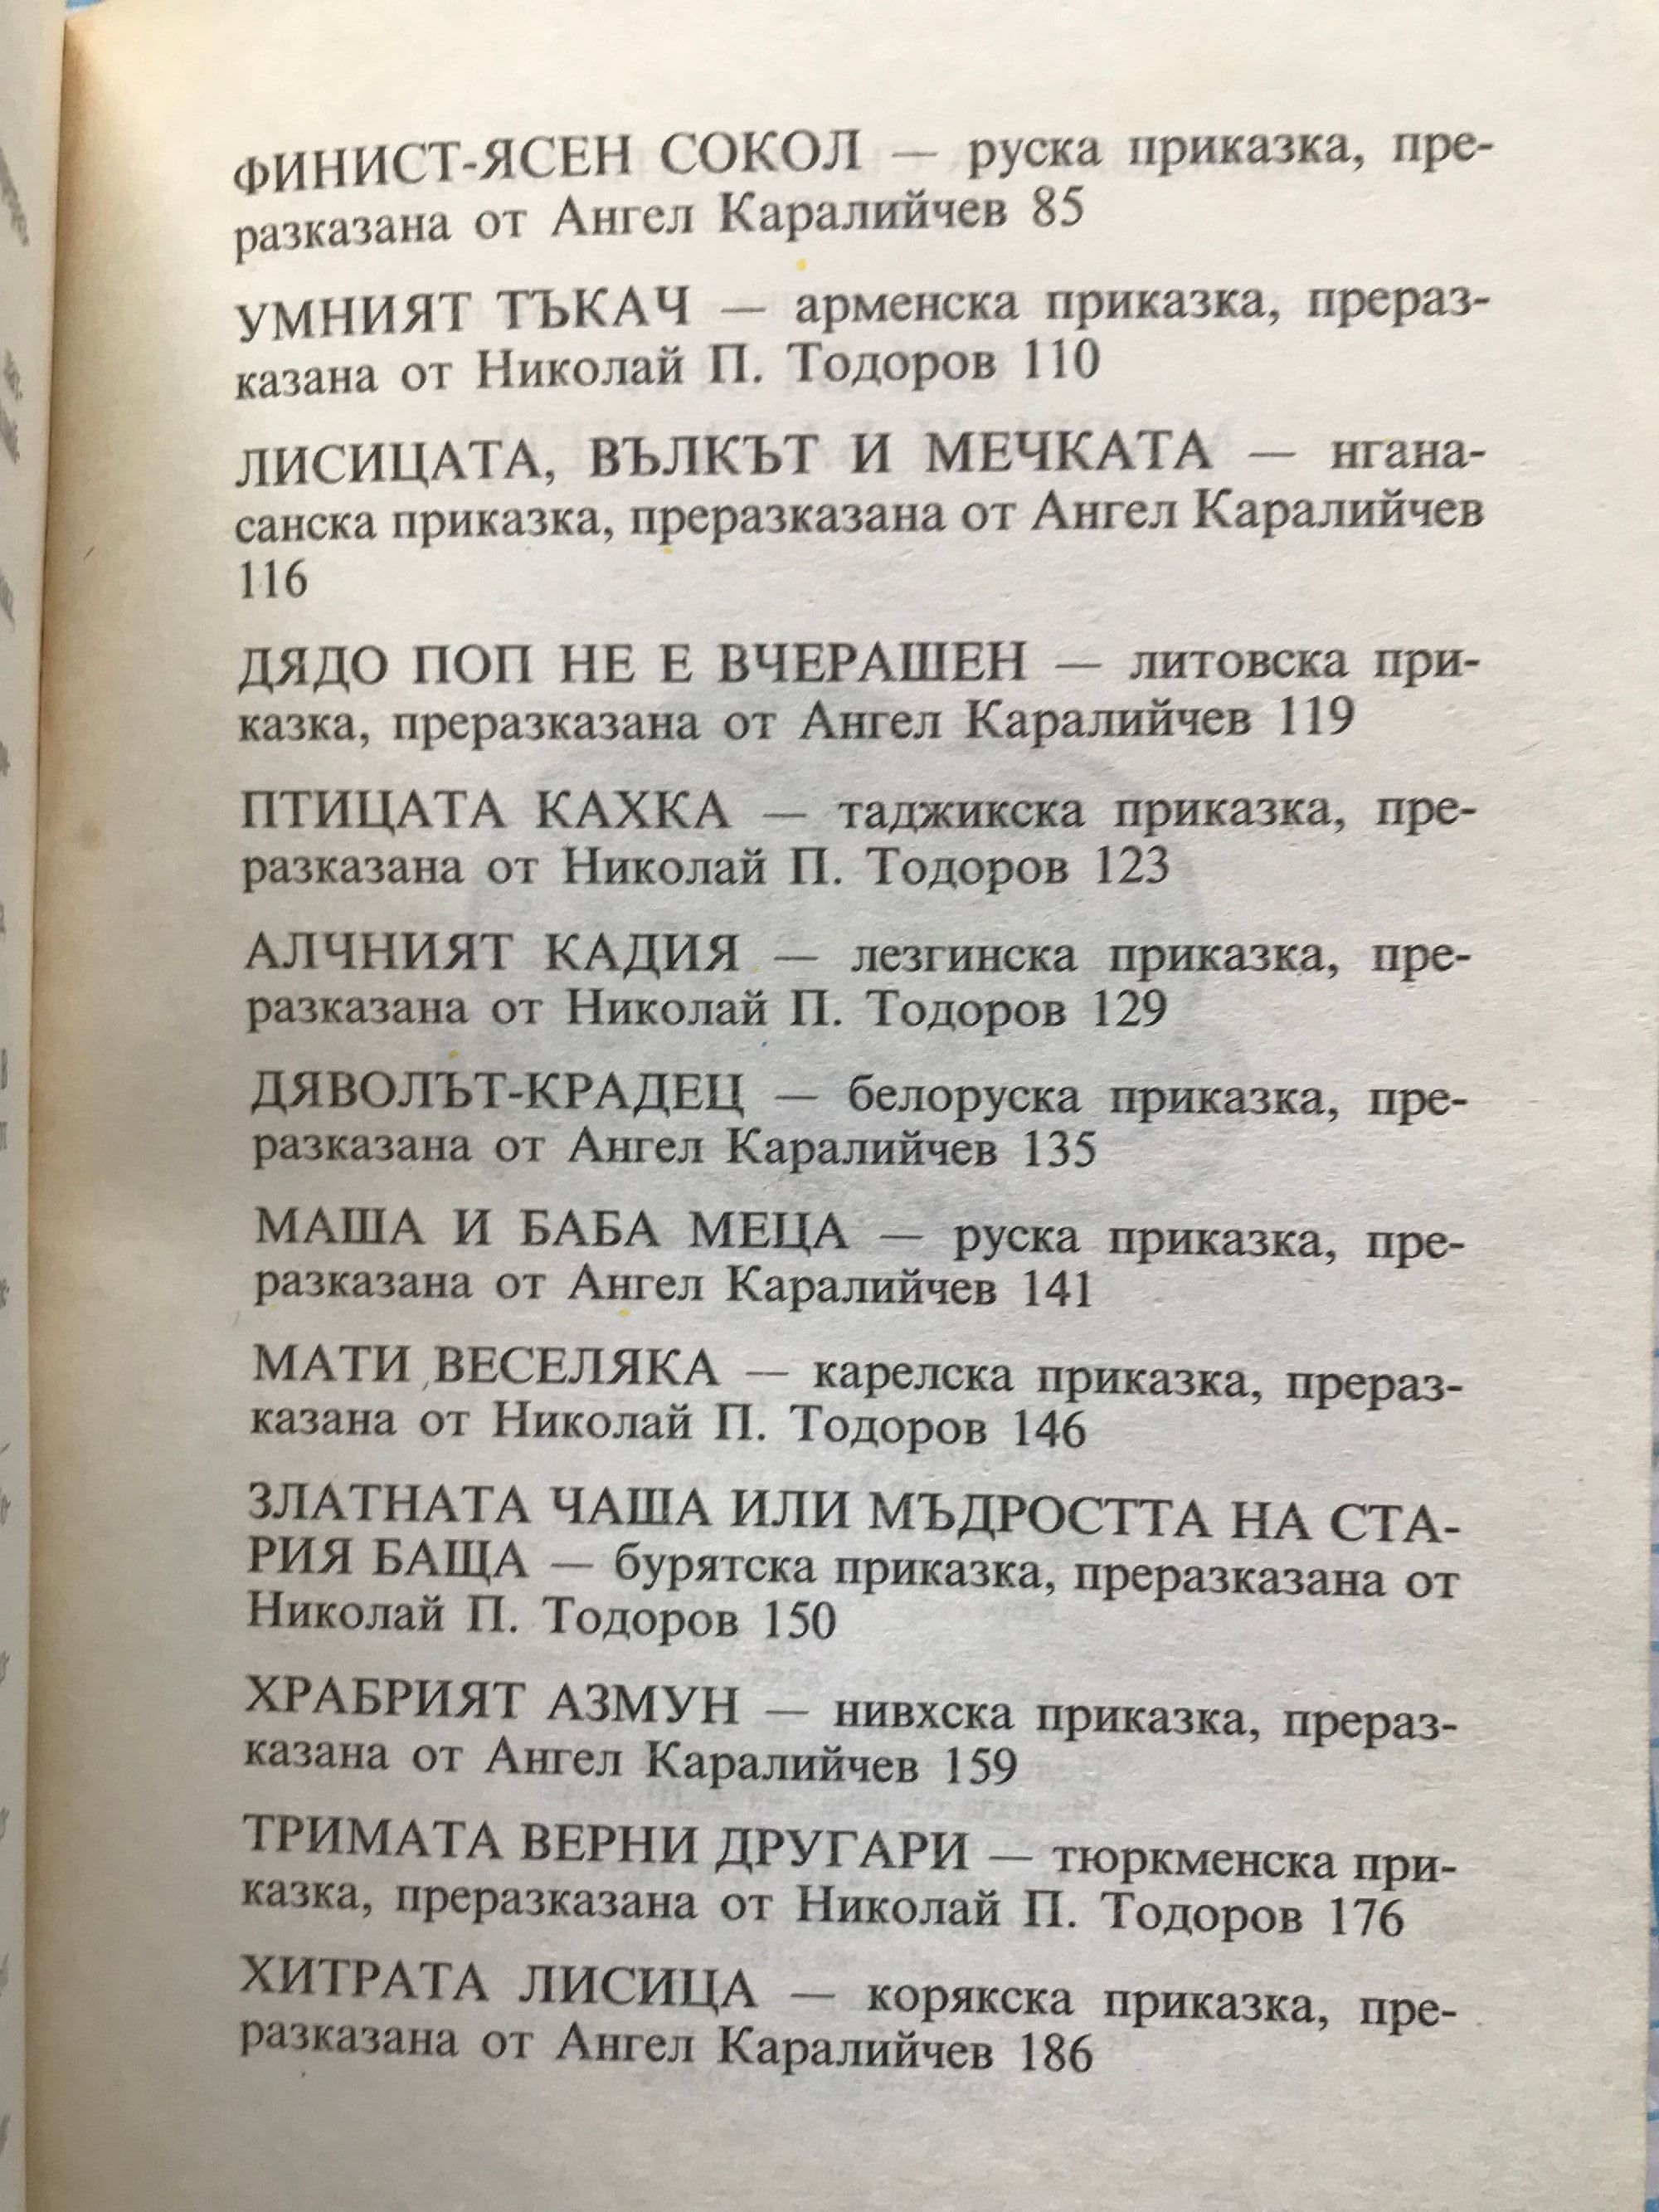 ФИНИСТ-ЯСЕН СОКОЛ — руска приказка, пре-
разказана от Ангел Каралийчев 85
УМНИЯТ ТЪКАЧ — арменска приказка, прераз-
казана от Николай П. Тодоров 110
ЛИСИЦАТА, ВЪЛКЪТ И МЕЧКАТА — нгана-
санска приказка, преразказана от Ангел Каралийчев
116
ДЯДО ПОП НЕ Е ВЧЕРАШЕН — литовска при-
казка, преразказана от Ангел Каралийчев 119
ПТИЦАТА КАХКА — таджикска приказка, пре-
разказана от Николай П. Тодоров 123
АЛЧНИЯТ КАДИЯ — лезгинска приказка, пре-
разказана от Николай П. Тодоров 129
ДЯВОЛЪТ-КРАДЕЦ — белоруска приказка, пре-
разказана от Ангел Каралийчев 135
МАША И БАБА МЕЦА — руска приказка, пре-
разказана от Ангел Каралийчев 141
МАТИ ВЕСЕЛЯКА — карелска приказка, прераз-
казана от Николай П. Тодоров 146
ЗЛАТНАТА ЧАША ИЛИ МЪДРОСТТА НА СТА-
РИЯ БАЩА — бурятска приказка, преразказана от
Николай П. Тодоров 150
ХРАБРИЯТ АЗМУН — нивхска приказка, прераз-
казана от Ангел Каралийчев 159
ТРИМАТА ВЕРНИ ДРУГАРИ — тюркменска при-
казка, преразказана от Николай П. Тодоров 176
ХИТРАТА ЛИСИЦА — корякска приказка, пре-
разказана от Ангел Каралийчев 186